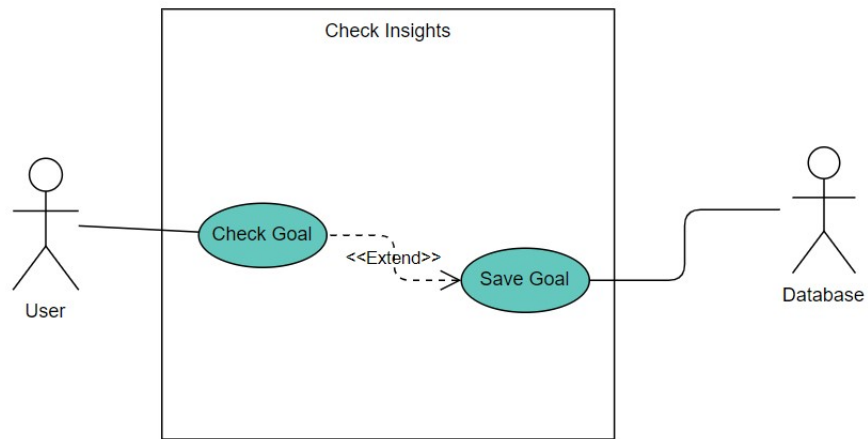 Check Insights
Check Goal
<<Extend>>
Save Goal
User
Database